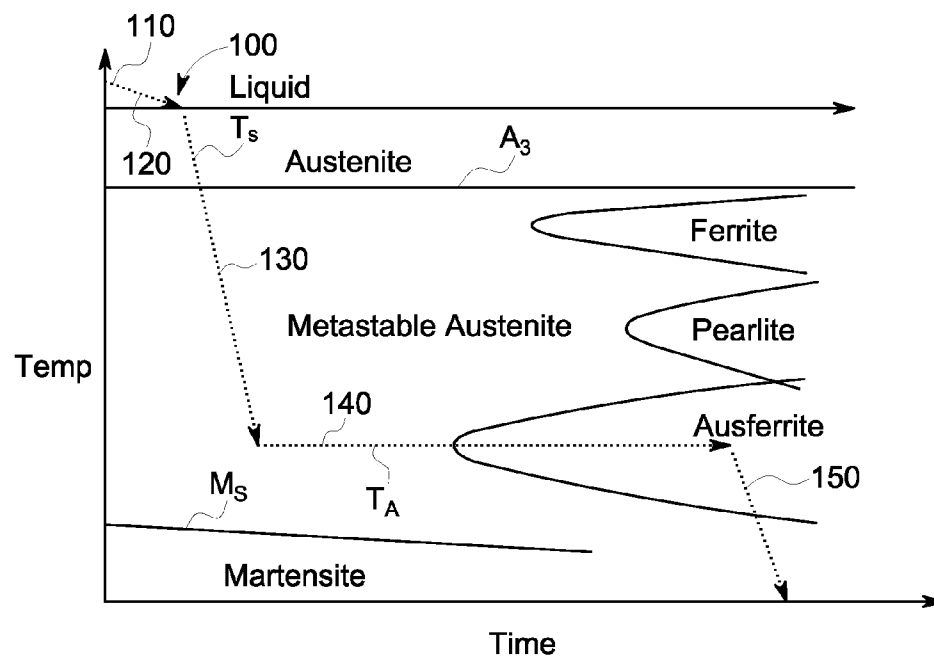 110
100
Liquid
Ts
120
A3
Austenite
Ferrite
130
Metastable Austenite
Pearlite
Temp
140
Ausferrite
TA
150
MS
Martensite
Time